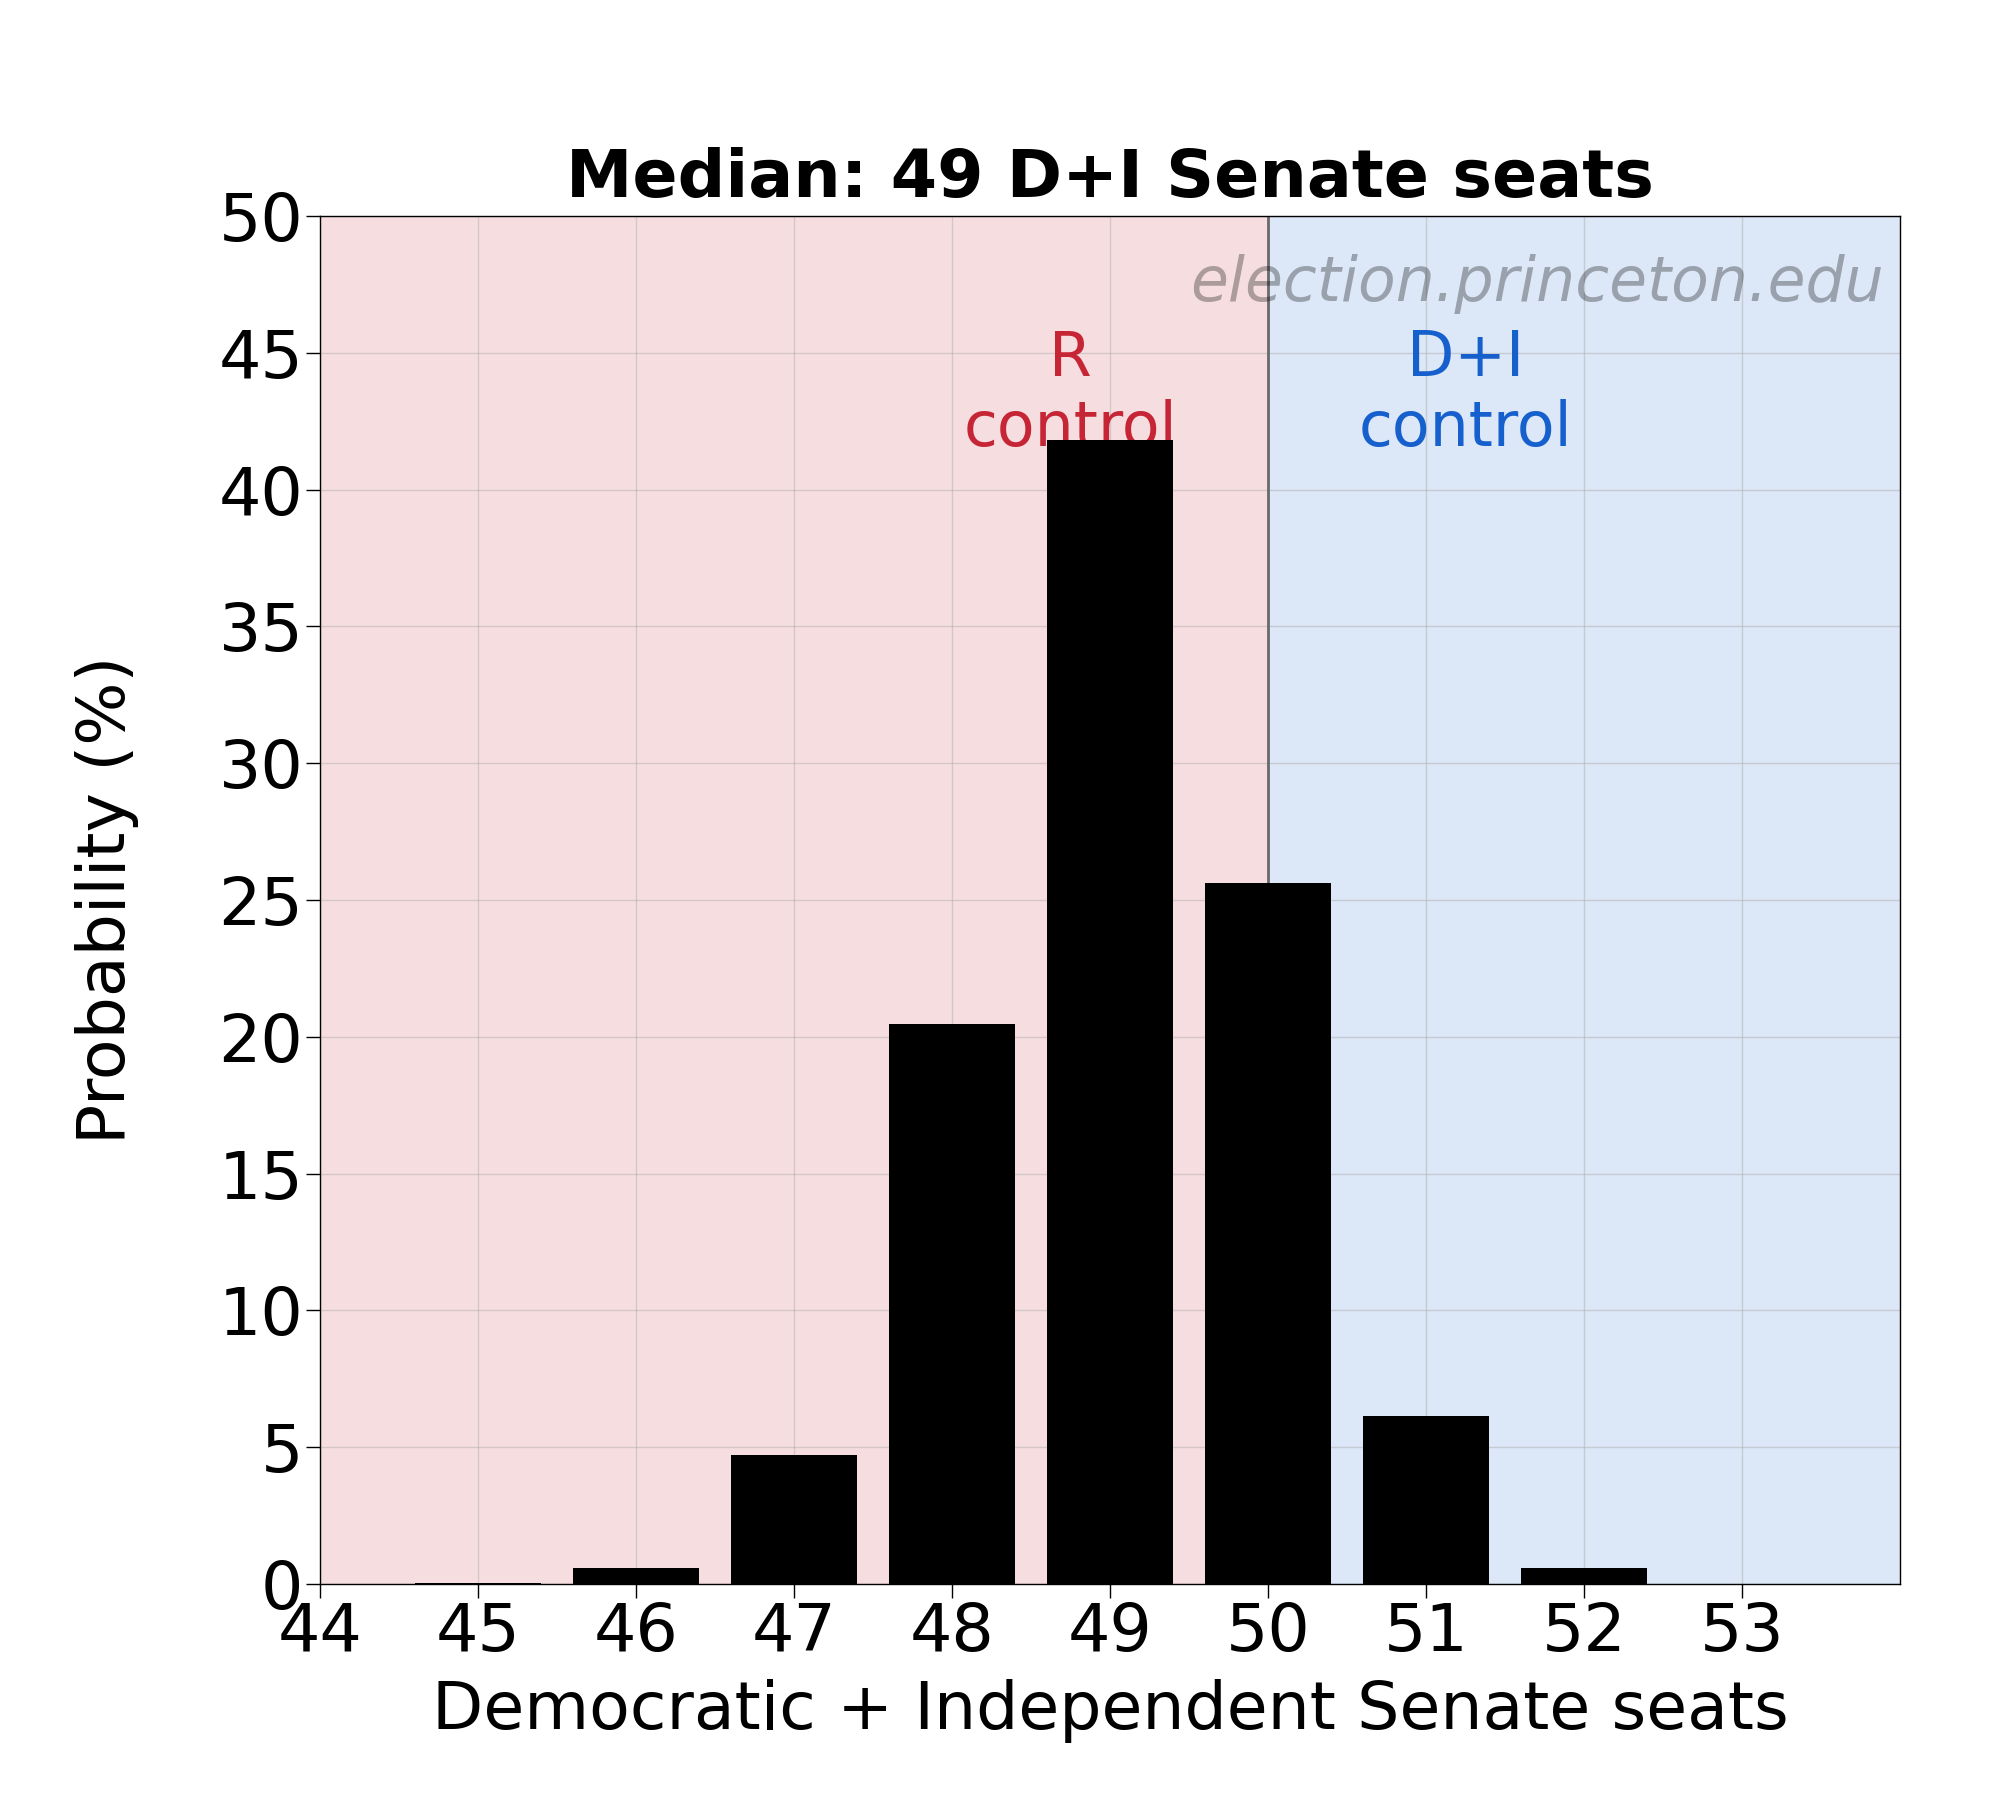 Median: 49 D+I Senate seats
election.princeton.edu
R
control
D+I
control
50
45
40
35
30
25
20
15
10
5
0
Probability (%)
44 45 46 47 48 49 50 51 52 53
Democratic + Independent Senate seats